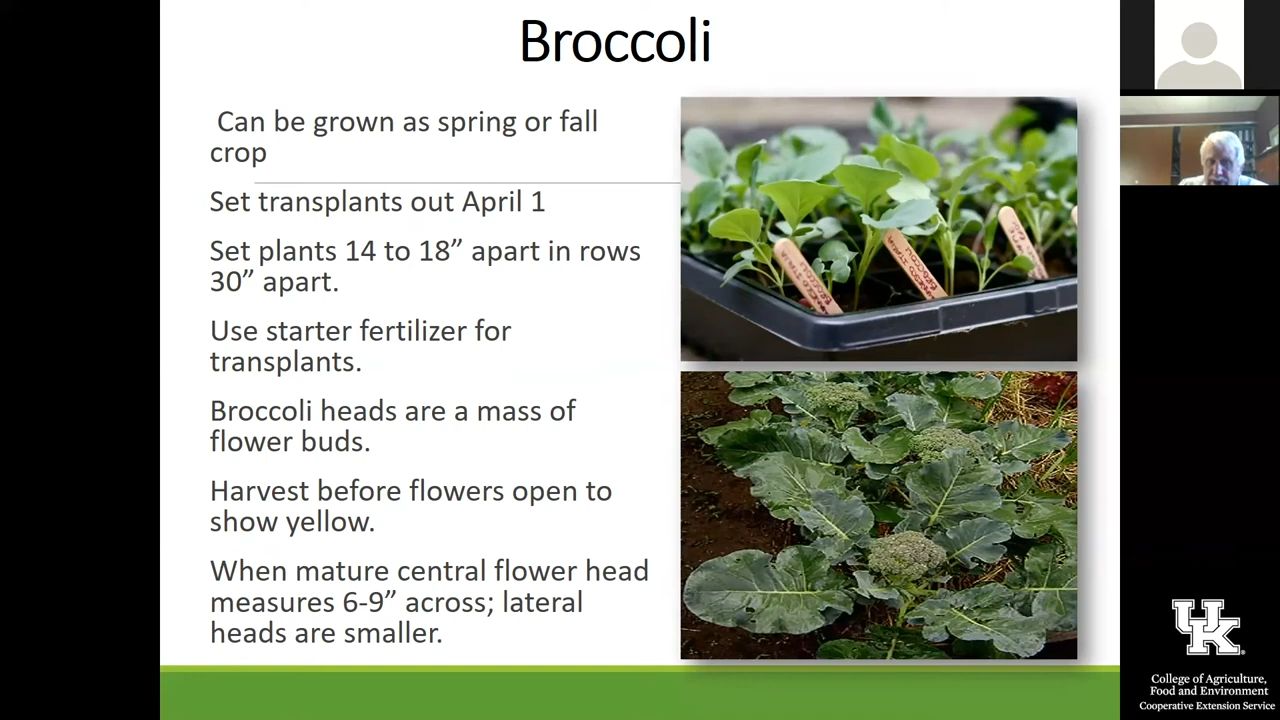 Broccoli
Can be grown as spring or fall
crop
Set transplants out April 1
Set plants 14 to 18” apart in rows
30” apart.
Use starter fertilizer for
transplants.
Broccoli heads are a mass of
flower buds.
Harvest before flowers open to
show yellow.
When mature central flower head
measures 6-9” across; lateral
heads are smaller.
UK
College of Agriculture,
Food and Environment
Cooperative Extension Service